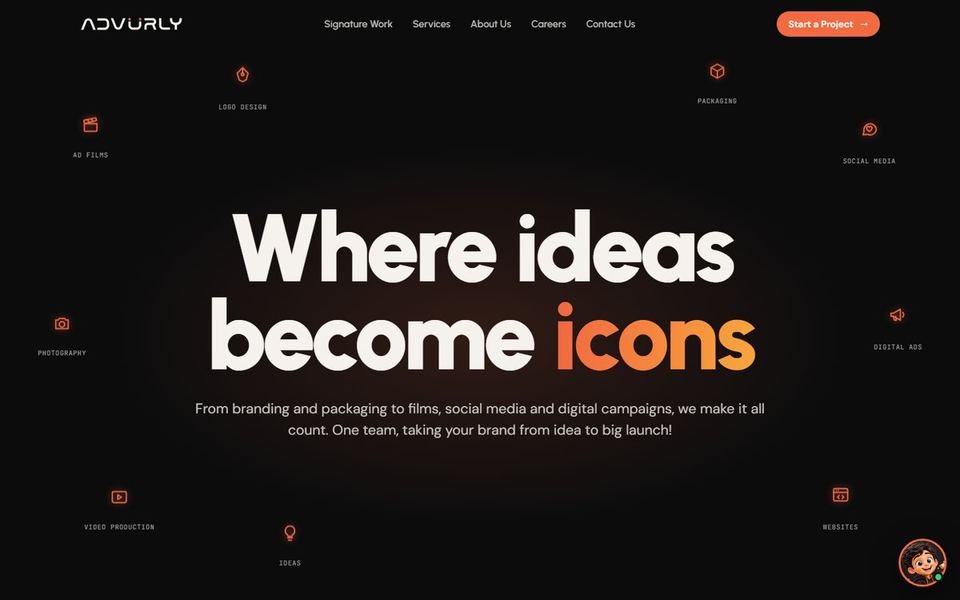 ADVURLY
Signature Work
Services
About Us
Careers
Contact Us
Start a Project →
LOGO DESIGN
PACKAGING
AD FILMS
SOCIAL MEDIA
Where ideas
become icons
PHOTOGRAPHY
DIGITAL ADS
From branding and packaging to films, social media and digital campaigns, we make it all
count. One team, taking your brand from idea to big launch!
VIDEO PRODUCTION
WEBSITES
IDEAS